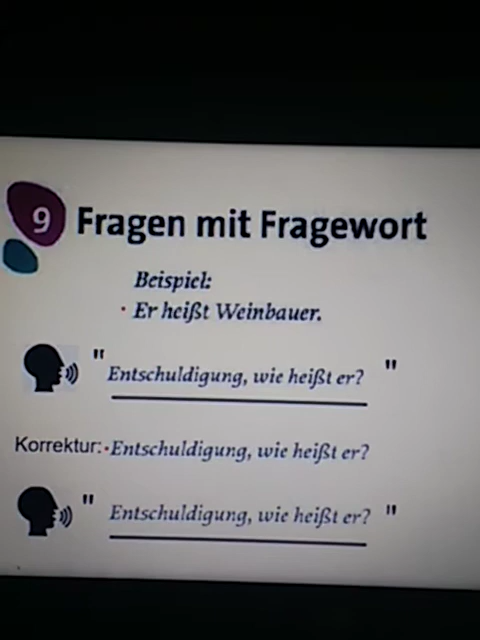 9 Fragen mit Fragewort
Beispiel:
· Er heißt Weinbauer.
" Entschuldigung, wie heißt er? "
Korrektur: · Entschuldigung, wie heißt er?
" Entschuldigung, wie heißt er? "